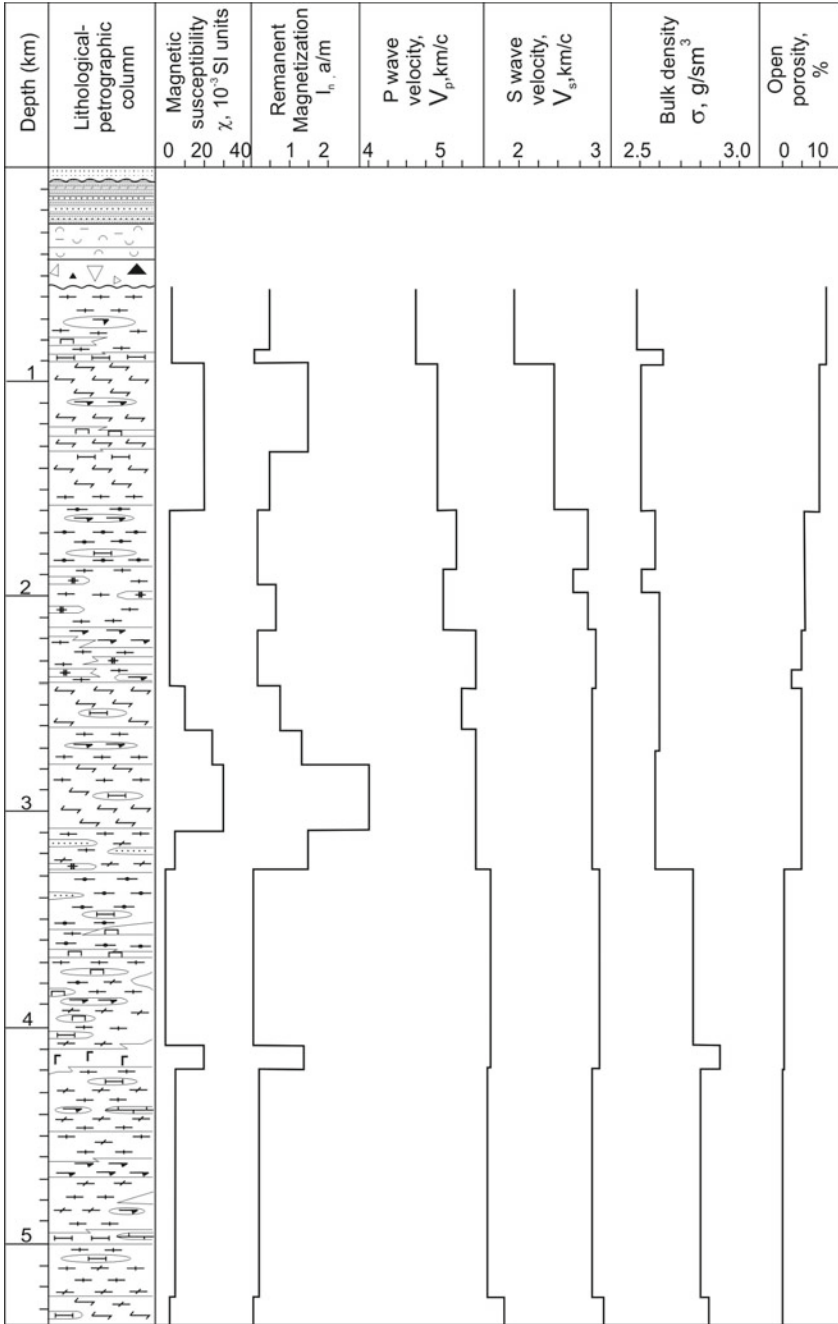 Depth (km)
Lithological-
petrographic
column
Magnetic
susceptibility
χ, 10⁻³ SI units
0 20 40
Remanent
Magnetization
Iₙ, a/m
1 2
P wave
velocity,
Vₚ,km/c
4 5
S wave
velocity,
Vₛ,km/c
2 3
Bulk density
σ, g/sm³
2.5 3.0
Open
porosity,
%
0 10
1
2
3
4
5